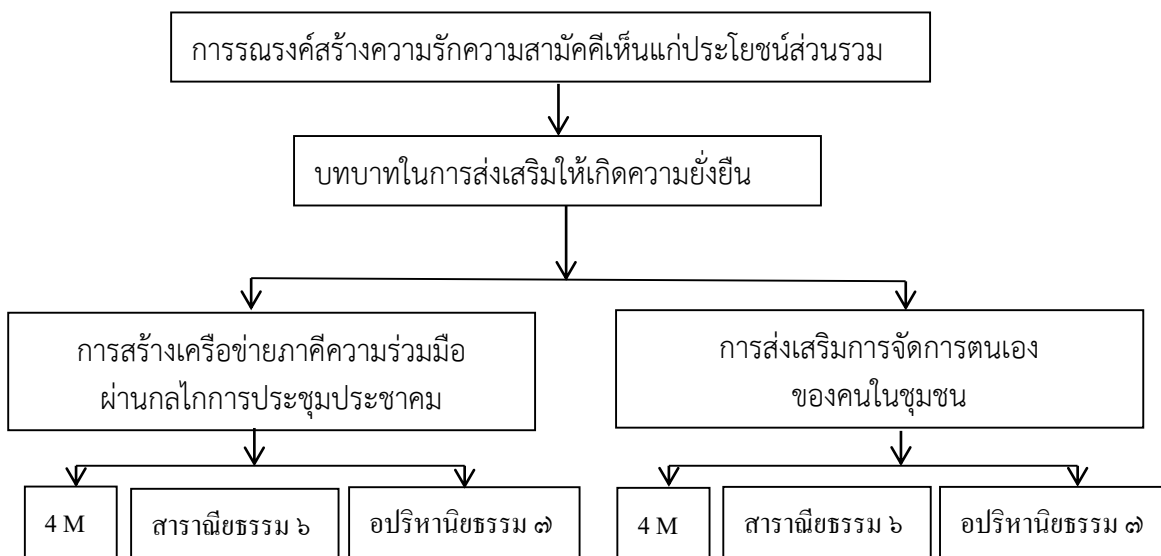 การรณรงค์สร้างความรักความสามัคคีเห็นแก่ประโยชน์ส่วนรวม
บทบาทในการส่งเสริมให้เกิดความยั่งยืน
การสร้างเครือข่ายภาคีความร่วมมือ
ผ่านกลไกการประชุมประชาคม
การส่งเสริมการจัดการตนเอง
ของคนในชุมชน
4 M
สาราณียธรรม ๖
อปริหานิยธรรม ๗
4 M
สาราณียธรรม ๖
อปริหานิยธรรม ๗